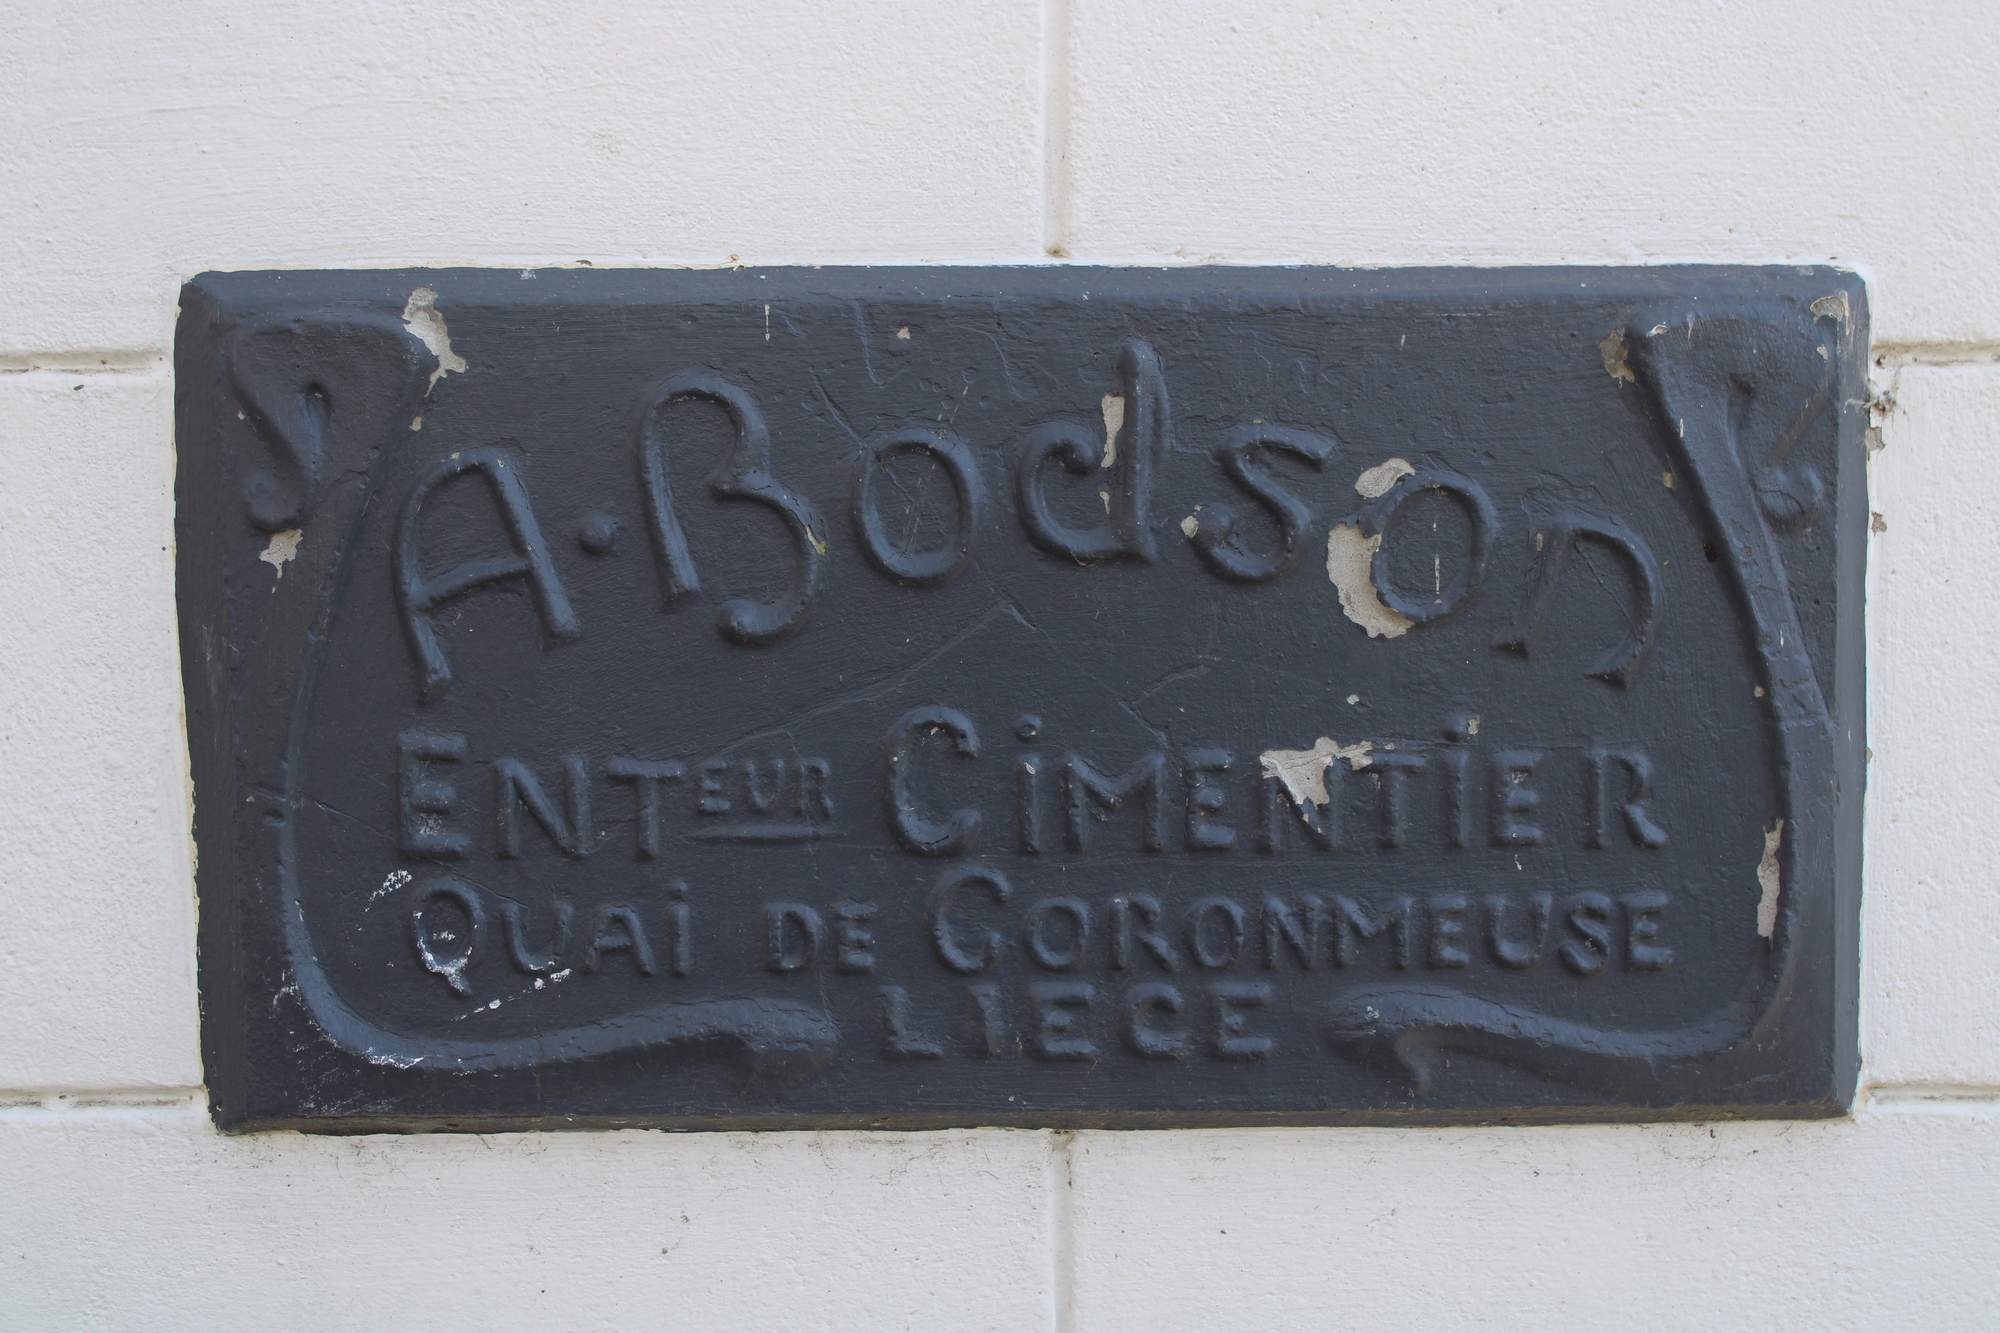 A. Bodson
ENTEUR CiMENTiER
QUAi DE CORONMEUSE
LIEGE